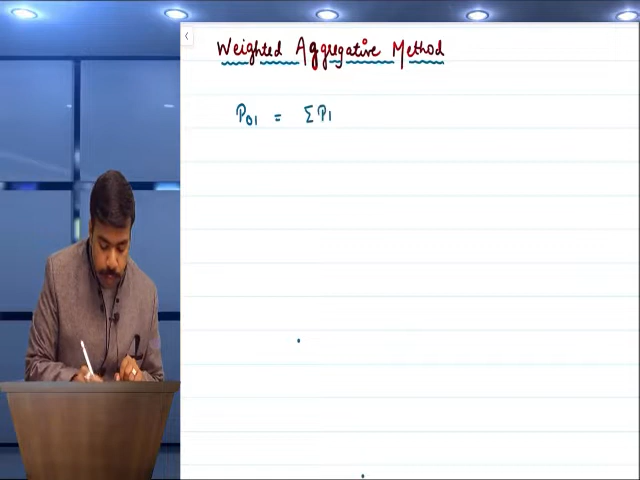 Weighted Aggregative Method
P01 = ΣP1